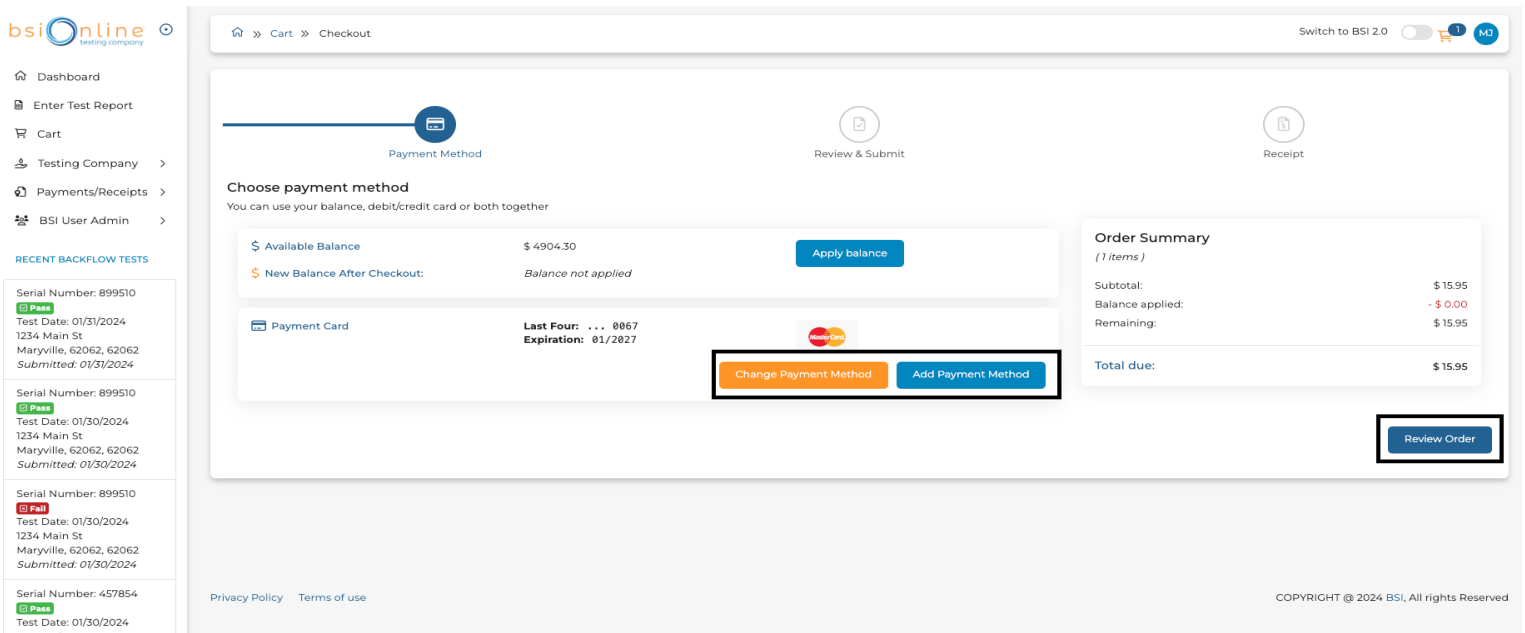 bsiOnline
testing company
Dashboard
Enter Test Report
Cart
Testing Company
Payments/Receipts
BSI User Admin
RECENT BACKFLOW TESTS
Serial Number: 899510
Pass
Test Date: 01/31/2024
1234 Main St
Maryville, 62062, 62062
Submitted: 01/31/2024
Serial Number: 899510
Pass
Test Date: 01/30/2024
1234 Main St
Maryville, 62062, 62062
Submitted: 01/30/2024
Serial Number: 899510
Fail
Test Date: 01/30/2024
1234 Main St
Maryville, 62062, 62062
Submitted: 01/30/2024
Serial Number: 457854
Pass
Test Date: 01/30/2024
Cart Checkout
Switch to BSI 2.0 1 MJ
Payment Method Review & Submit Receipt
Choose payment method
You can use your balance, debit/credit card or both together
$ Available Balance $ 4904.30 Apply balance
$ New Balance After Checkout: Balance not applied
Payment Card Last Four: ... 0067 MasterCard
Expiration: 01/2027
Change Payment Method Add Payment Method
Order Summary
( 1 items )
Subtotal: $ 15.95
Balance applied: - $ 0.00
Remaining: $ 15.95
Total due: $ 15.95
Review Order
Privacy Policy Terms of use COPYRIGHT @ 2024 BSI, All rights Reserved